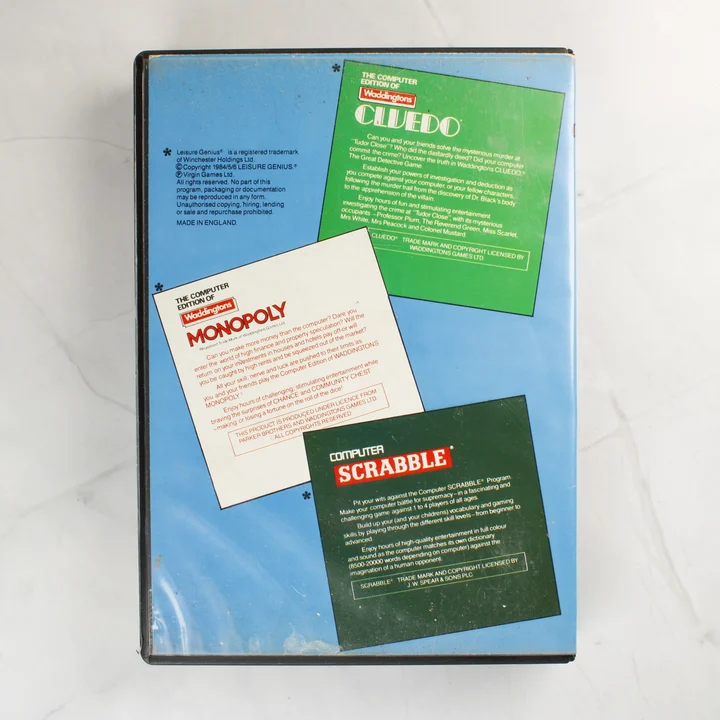 * Leisure Genius® is a registered trademark
of Winchester Holdings Ltd.
© Copyright 1984/5/6 LEISURE GENIUS.®
Ⓟ Virgin Games Ltd.
All rights reserved. No part of this
program, packaging or documentation
may be reproduced in any form.
Unauthorised copying, hiring, lending
or sale and repurchase prohibited.
MADE IN ENGLAND
*
THE COMPUTER
EDITION OF
Waddingtons
CLUEDO
Can you and your friends solve the mysterious murder at
"Tudor Close"? Who did the dastardly deed? Did your computer
commit the crime? Uncover the truth in Waddingtons CLUEDO,®
The Great Detective Game.
Establish your powers of investigation and deduction as
you compete against your computer, or your fellow characters,
following the murder trail from the discovery of Dr. Black's body
to the apprehension of the villain.
Enjoy hours of fun and stimulating entertainment
investigating the crime at "Tudor Close", with its mysterious
occupants – Professor Plum, The Reverend Green, Miss Scarlet,
Mrs White, Mrs Peacock and Colonel Mustard.
CLUEDO® TRADE MARK AND COPYRIGHT LICENSED BY
WADDINGTONS GAMES LTD.
*
THE COMPUTER
EDITION OF
Waddingtons
MONOPOLY
Registered Trade Mark of Waddingtons Games Ltd.
Can you make more money than the computer? Dare you
enter the world of high finance and property speculation? Will the
return on your investments in houses and hotels pay off or will
you be caught by high rents and be squeezed out of the market?
All your skill, nerve and luck are pushed to their limits as
you and your friends play the Computer Edition of WADDINGTONS
MONOPOLY
Enjoy hours of challenging, stimulating entertainment while
braving the surprises of CHANCE and COMMUNITY CHEST
– making or losing a fortune on the roll of the dice!
THIS PRODUCT IS PRODUCED UNDER LICENCE FROM
PARKER BROTHERS AND WADDINGTONS GAMES LTD.
ALL COPYRIGHTS RESERVED
*
COMPUTER
SCRABBLE®
Pit your wits against the Computer SCRABBLE® Program.
Make your computer battle for supremacy – in a fascinating and
challenging game against 1 to 4 players of all ages.
Build up your (and your childrens) vocabulary and gaming
skills by playing through the different skill levels – from beginner to
advanced
Enjoy hours of high-quality entertainment in full colour
and sound as the computer matches its own dictionary
(8500-20000 words depending on computer) against the
imagination of a human opponent.
SCRABBLE® TRADE MARK AND COPYRIGHT LICENSED BY
J. W. SPEAR & SONS PLC